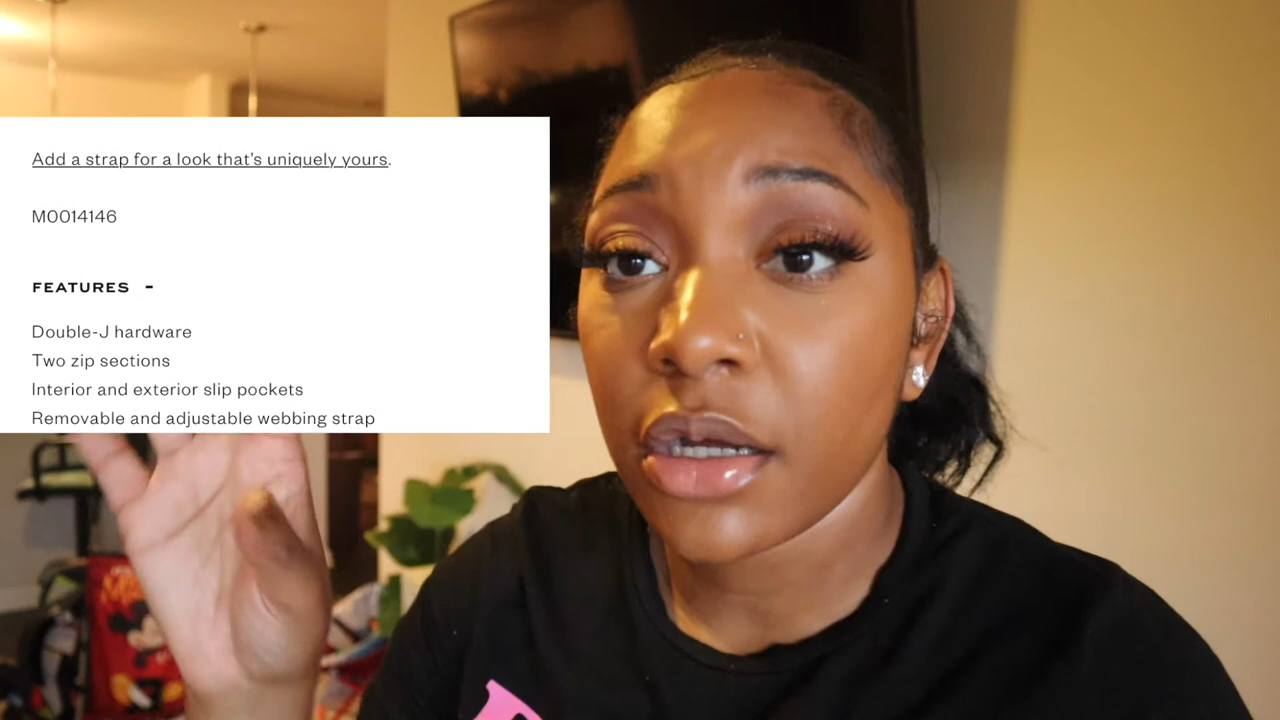 Add a strap for a look that's uniquely yours.
M0014146
FEATURES -
Double-J hardware
Two zip sections
Interior and exterior slip pockets
Removable and adjustable webbing strap